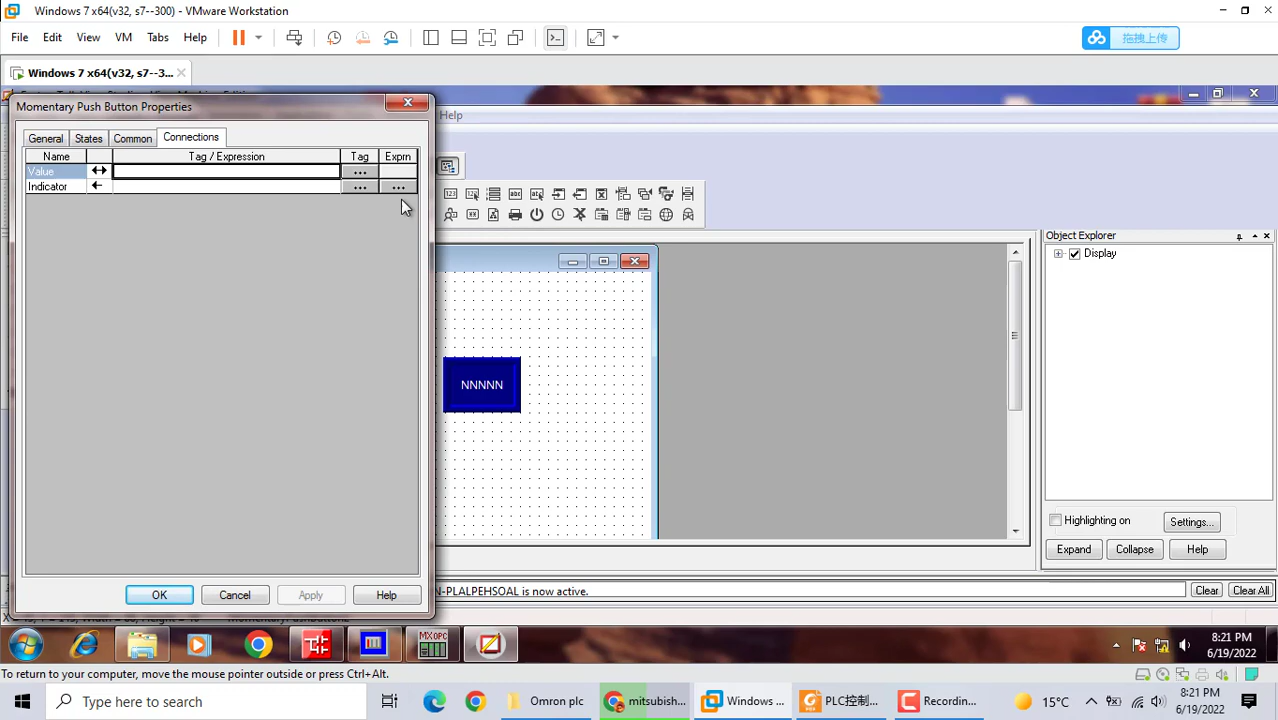 Windows 7 x64(v32, s7--300) - VMware Workstation
File Edit View VM Tabs Help
拖拽上传
Windows 7 x64(v32, s7--3...
Momentary Push Button Properties
Help
General States Common Connections
Name Tag / Expression Tag Exprn
Value
Indicator
Object Explorer
Display
NNNNN
Highlighting on Settings...
Expand Collapse Help
OK Cancel Apply Help
N-PLALPEHSOAL is now active.
Clear Clear All
MX OPC
8:21 PM
6/19/2022
To return to your computer, move the mouse pointer outside or press Ctrl+Alt.
Type here to search
Omron plc
mitsubish...
Windows ...
PLC控制...
Recordin...
15°C
8:21 PM
6/19/2022